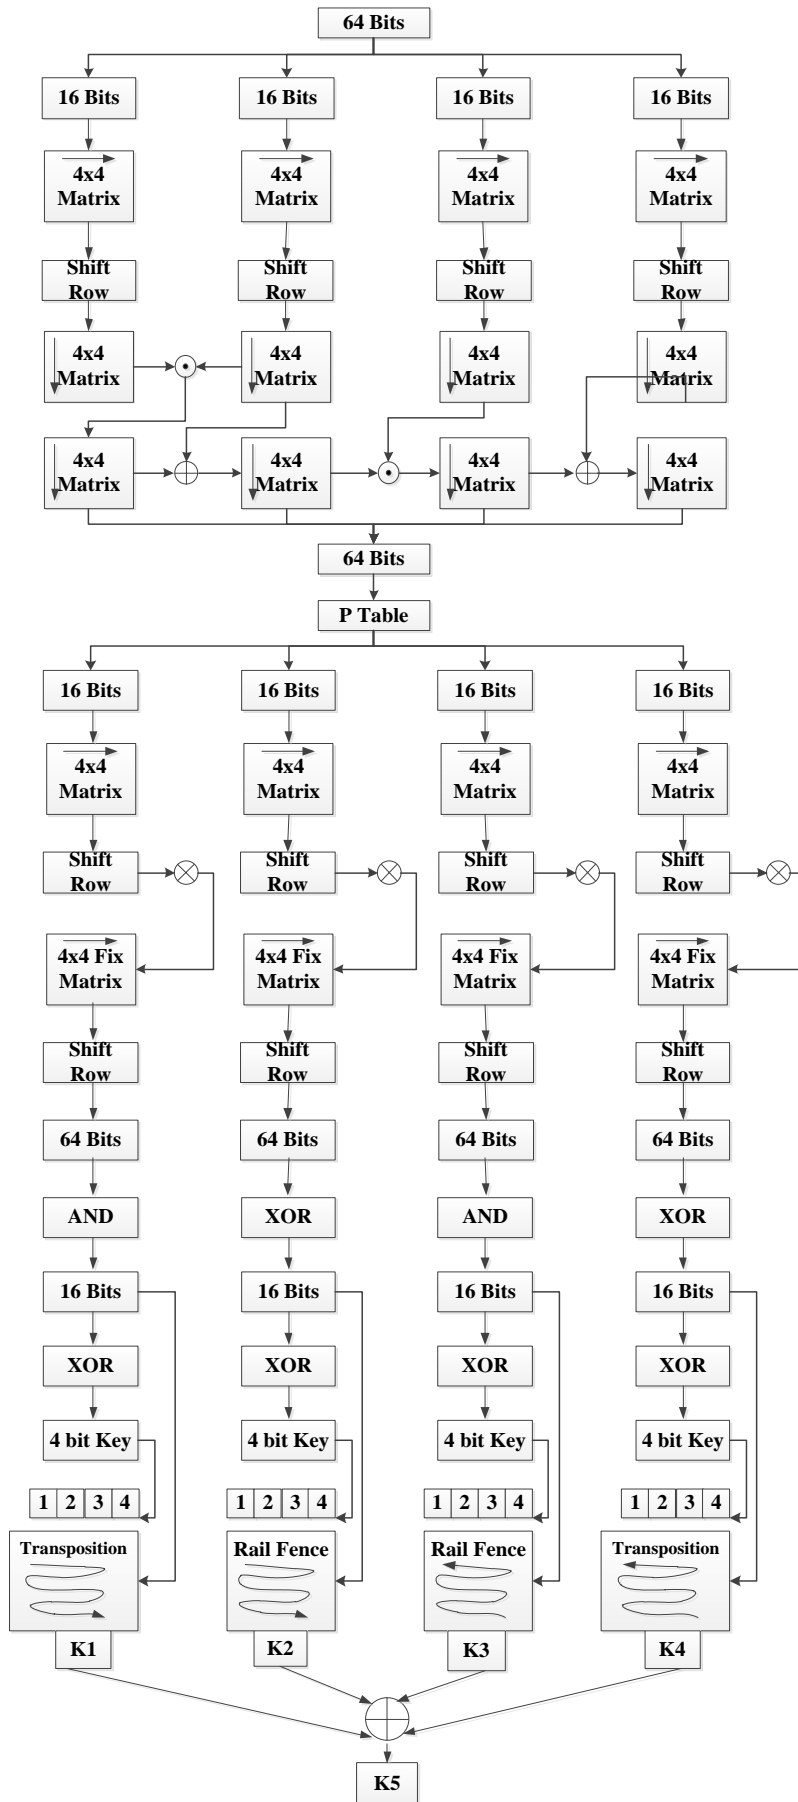 64 Bits
16 Bits 16 Bits 16 Bits 16 Bits
4x4 Matrix 4x4 Matrix 4x4 Matrix 4x4 Matrix
Shift Row Shift Row Shift Row Shift Row
4x4 Matrix 4x4 Matrix 4x4 Matrix 4x4 Matrix
4x4 Matrix 4x4 Matrix 4x4 Matrix 4x4 Matrix
64 Bits
P Table
16 Bits 16 Bits 16 Bits 16 Bits
4x4 Matrix 4x4 Matrix 4x4 Matrix 4x4 Matrix
Shift Row Shift Row Shift Row Shift Row
4x4 Fix Matrix 4x4 Fix Matrix 4x4 Fix Matrix 4x4 Fix Matrix
Shift Row Shift Row Shift Row Shift Row
64 Bits 64 Bits 64 Bits 64 Bits
AND XOR AND XOR
16 Bits 16 Bits 16 Bits 16 Bits
XOR XOR XOR XOR
4 bit Key 4 bit Key 4 bit Key 4 bit Key
1 2 3 4 1 2 3 4 1 2 3 4 1 2 3 4
Transposition Rail Fence Rail Fence Transposition
K1 K2 K3 K4
K5